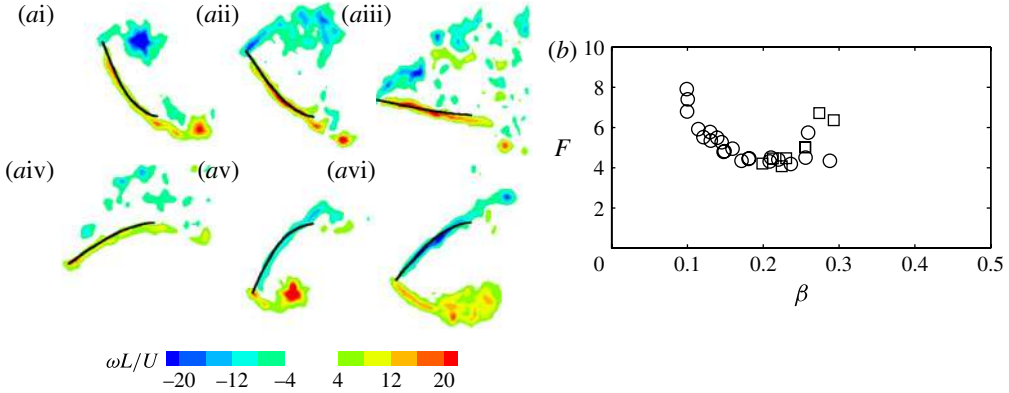 (ai) (aii) (aiii)
(aiv) (av) (avi)
ωL/U
–20 –12 –4 4 12 20
(b)
10
8
6
4
2
0 0.1 0.2 0.3 0.4 0.5
F
β